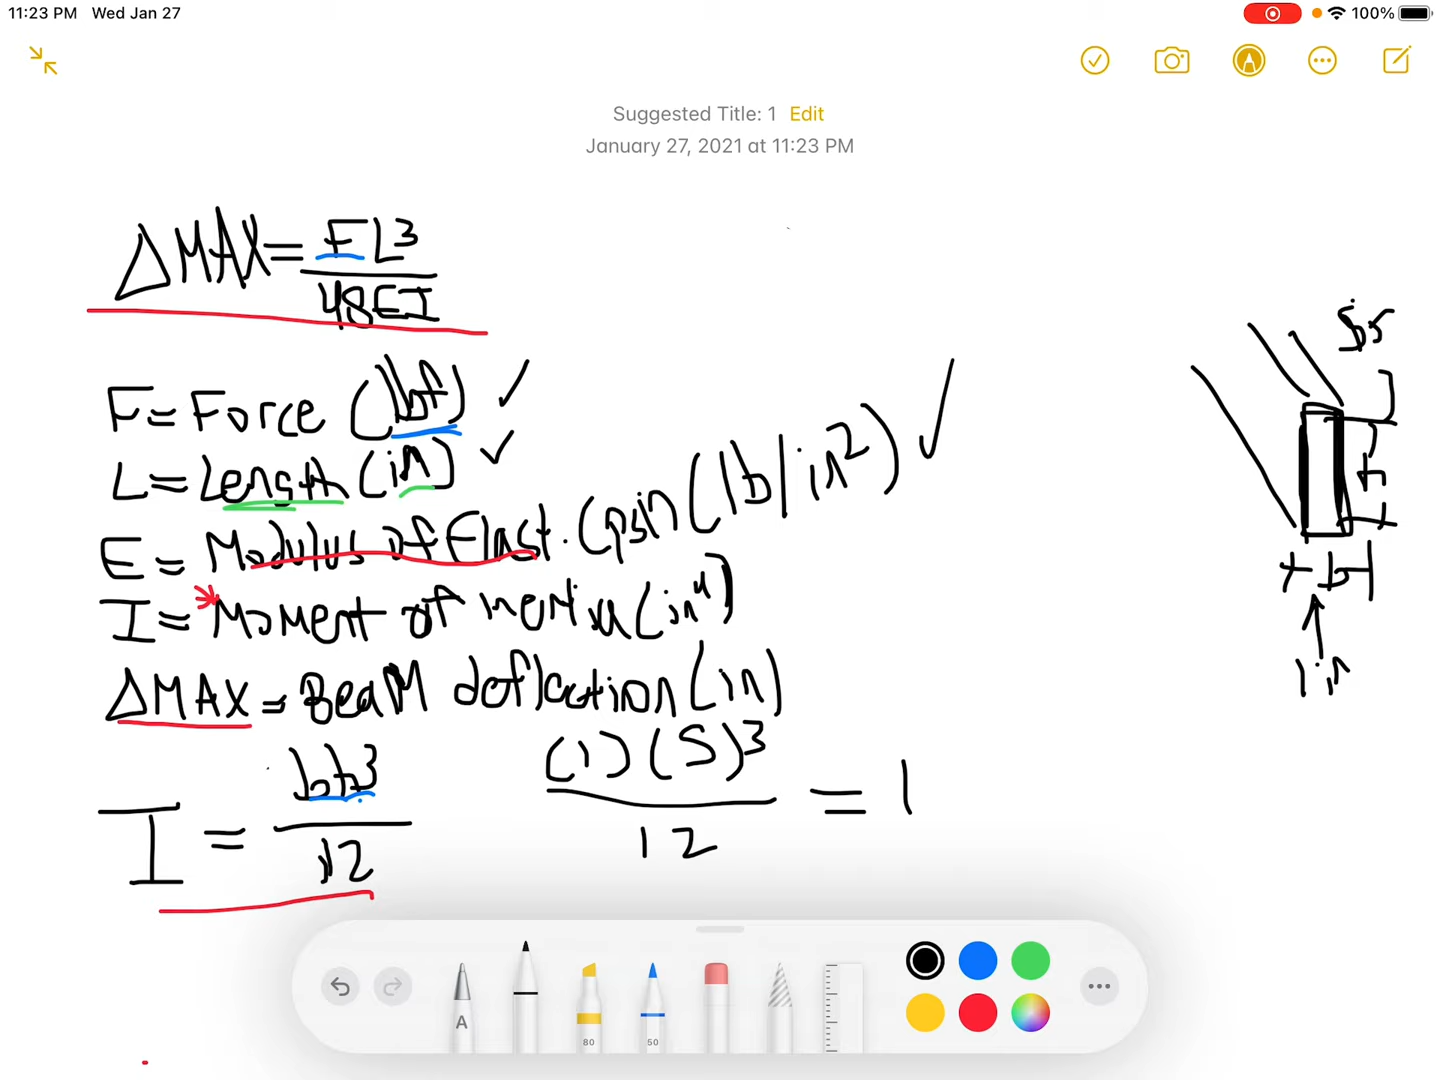 11:23 PM Wed Jan 27
100%
Suggested Title: 1 Edit
January 27, 2021 at 11:23 PM
ΔMAX = FL³
48EI
F = Force (lbf) ✓
L = Length (in) ✓
E = Modulus of Elast. (psi) (lb/in²) ✓
I = Moment of inertia (in⁴)
ΔMAX = Beam deflection (in)
I = bh³
12
(1)(5)³
12
= 1
h
b
1 in
A
80
50